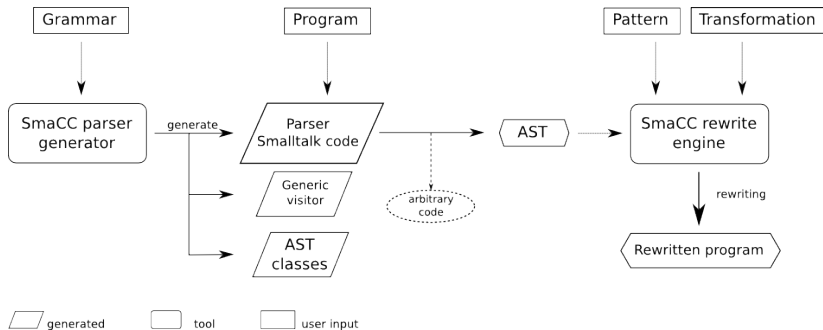 Grammar
Program
Pattern
Transformation
SmaCC parser
generator
generate
Parser
Smalltalk code
AST
SmaCC rewrite
engine
Generic
visitor
arbitrary
code
rewriting
AST
classes
Rewritten program
generated
tool
user input